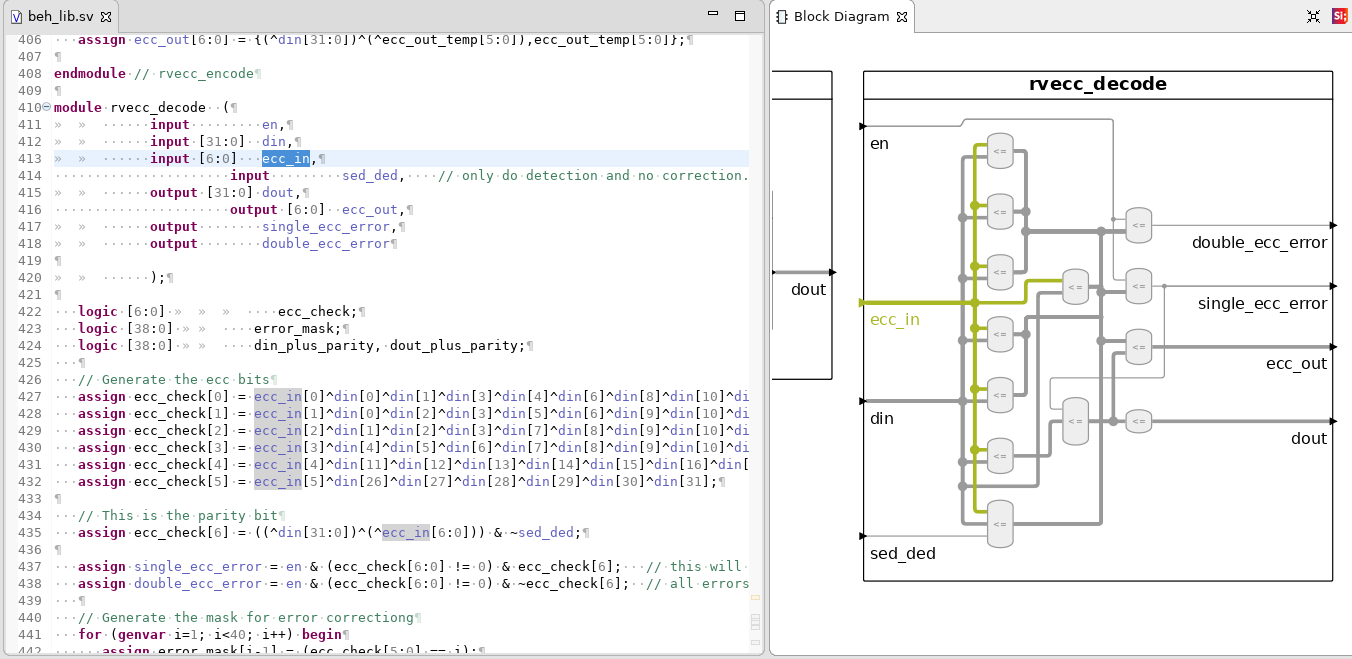 beh_lib.sv
406 assign ecc_out[6:0] = {(^din[31:0])^(^ecc_out_temp[5:0]),ecc_out_temp[5:0]};¶
407 ¶
408 endmodule // rvecc_encode¶
409 ¶
410 module rvecc_decode (¶
411 » » input en,¶
412 » » input [31:0] din,¶
413 » » input [6:0] ecc_in,¶
414 input sed_ded, // only do detection and no correction.
415 » » output [31:0] dout,¶
416 output [6:0] ecc_out,¶
417 » » output single_ecc_error,¶
418 » » output double_ecc_error¶
419 ¶
420 » » );¶
421 ¶
422 logic [6:0] » » » ecc_check;¶
423 logic [38:0] » » error_mask;¶
424 logic [38:0] » » din_plus_parity, dout_plus_parity;¶
425 ¶
426 // Generate the ecc bits¶
427 assign ecc_check[0] = ecc_in[0]^din[0]^din[1]^din[3]^din[4]^din[6]^din[8]^din[10]^di
428 assign ecc_check[1] = ecc_in[1]^din[0]^din[2]^din[3]^din[5]^din[6]^din[9]^din[10]^di
429 assign ecc_check[2] = ecc_in[2]^din[1]^din[2]^din[3]^din[7]^din[8]^din[9]^din[10]^di
430 assign ecc_check[3] = ecc_in[3]^din[4]^din[5]^din[6]^din[7]^din[8]^din[9]^din[10]^di
431 assign ecc_check[4] = ecc_in[4]^din[11]^din[12]^din[13]^din[14]^din[15]^din[16]^din[
432 assign ecc_check[5] = ecc_in[5]^din[26]^din[27]^din[28]^din[29]^din[30]^din[31];¶
433 ¶
434 // This is the parity bit¶
435 assign ecc_check[6] = ((^din[31:0])^(^ecc_in[6:0])) & ~sed_ded;¶
436 ¶
437 assign single_ecc_error = en & (ecc_check[6:0] != 0) & ecc_check[6]; // this will
438 assign double_ecc_error = en & (ecc_check[6:0] != 0) & ~ecc_check[6]; // all errors
439 ¶
440 // Generate the mask for error correctiong¶
441 for (genvar i=1; i<40; i++) begin¶
442 assign error_mask[i-1] = (ecc_check[5:0] == i);¶
Block Diagram
Si:
rvecc_decode
en
<=
<=
<=
double_ecc_error
<=
<=
<=
dout
single_ecc_error
ecc_in
<=
<=
ecc_out
<=
din
<=
<=
dout
<=
<=
sed_ded